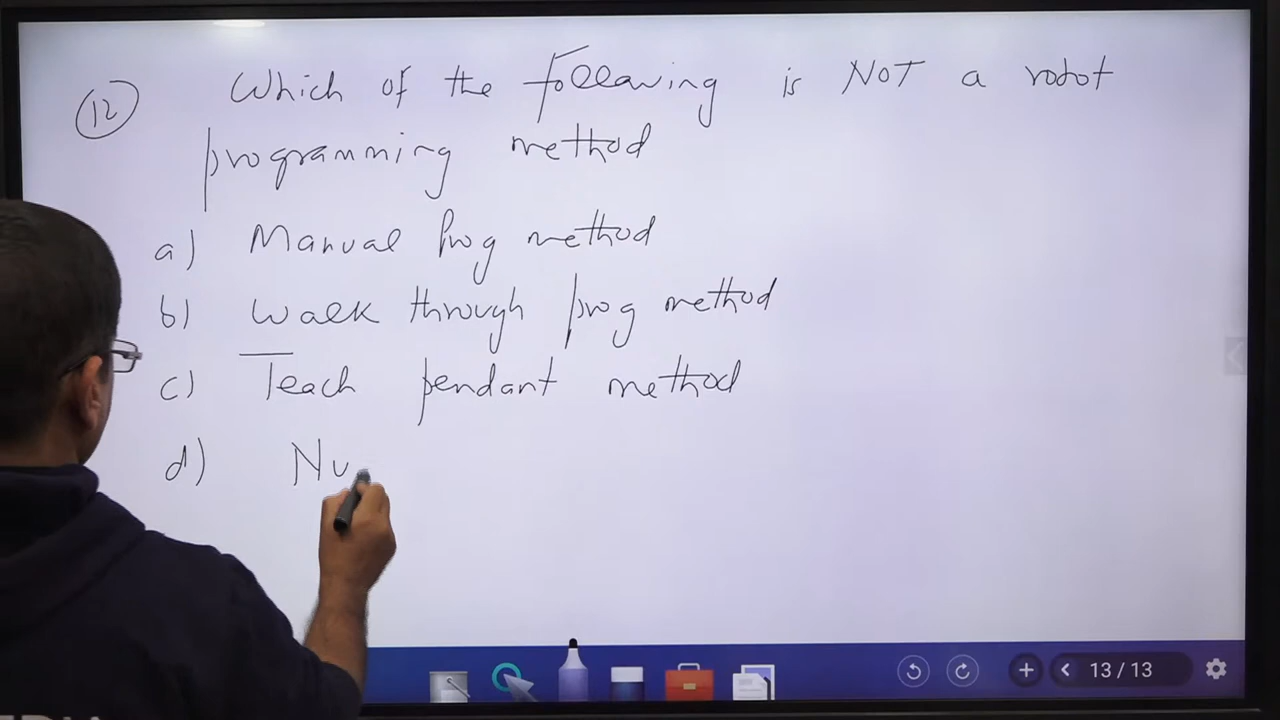 (12) Which of the following is NOT a robot
programming method
a) Manual Prog method
b) Walk through prog method
c) Teach pendant method
d) Nu
13 / 13